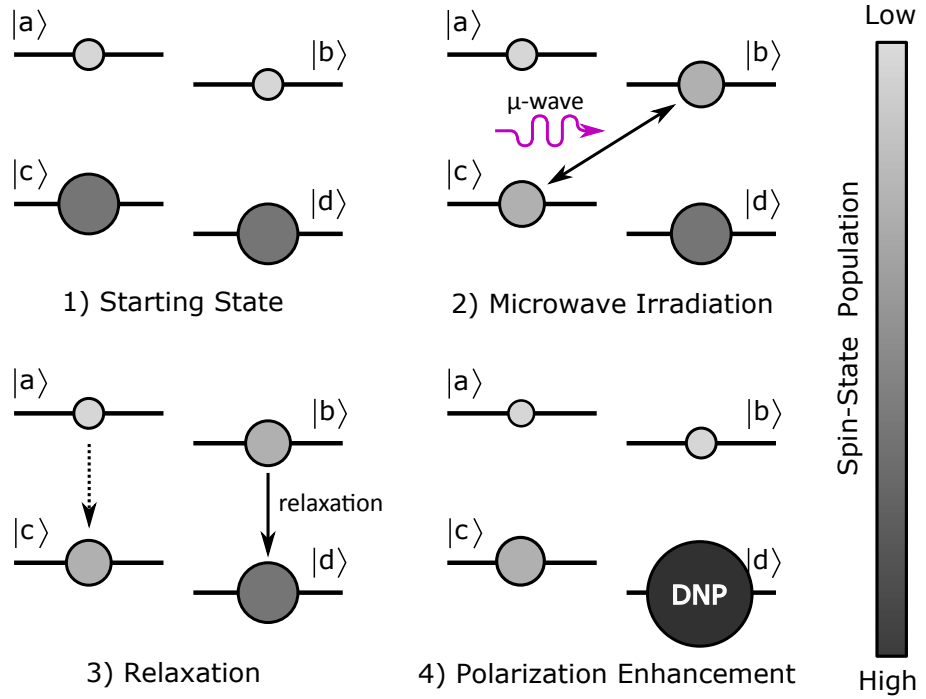 |a⟩
|b⟩
|c⟩
|d⟩
1) Starting State
|a⟩
|b⟩
μ-wave
|c⟩
|d⟩
2) Microwave Irradiation
|a⟩
|b⟩
relaxation
|c⟩
|d⟩
3) Relaxation
|a⟩
|b⟩
|c⟩
|d⟩
DNP
4) Polarization Enhancement
Low
Spin-State Population
High